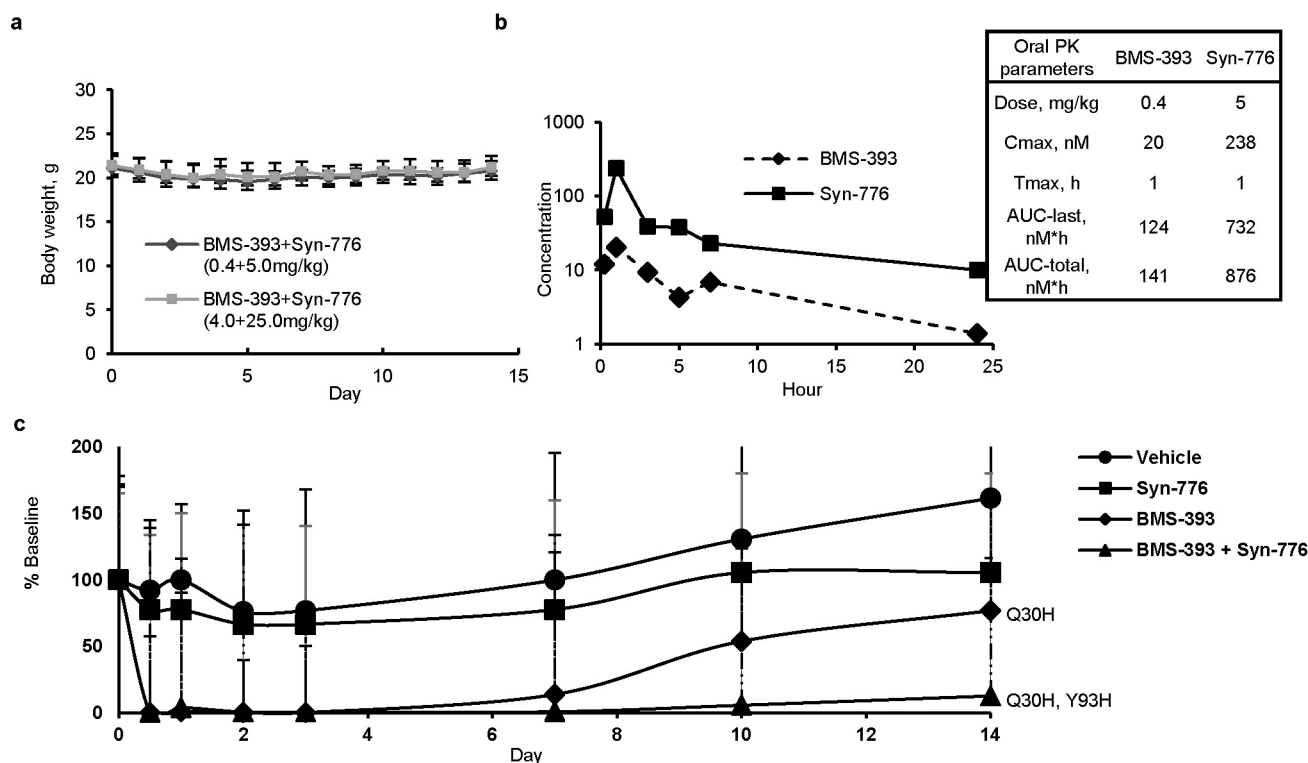 a
30
25
20
15
10
5
0
Body weight, g
BMS-393+Syn-776
(0.4+5.0mg/kg)
BMS-393+Syn-776
(4.0+25.0mg/kg)
0 5 10 15
Day
b
1000
100
10
1
Concentration
BMS-393
Syn-776
0 5 10 15 20 25
Hour
Oral PK
parameters BMS-393 Syn-776
Dose, mg/kg 0.4 5
Cmax, nM 20 238
Tmax, h 1 1
AUC-last,
nM*h 124 732
AUC-total,
nM*h 141 876
c
200
150
100
50
0
% Baseline
0 2 4 6 8 10 12 14
Day
Vehicle
Syn-776
BMS-393
BMS-393 + Syn-776
Q30H
Q30H, Y93H